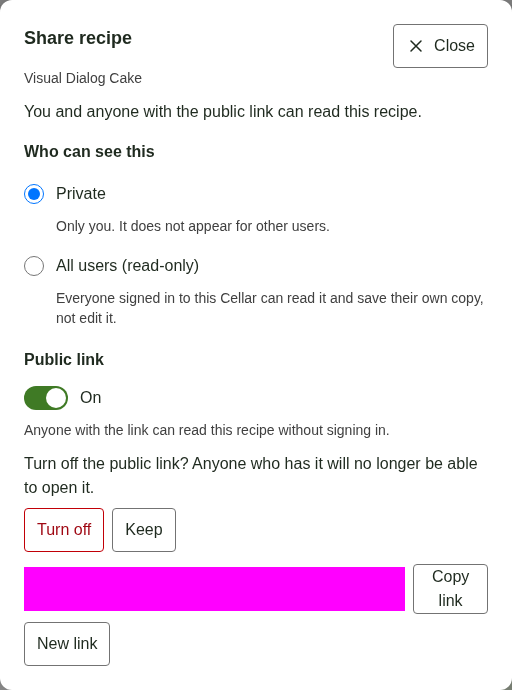 Share recipe
Close
Visual Dialog Cake
You and anyone with the public link can read this recipe.
Who can see this
Private
Only you. It does not appear for other users.
All users (read-only)
Everyone signed in to this Cellar can read it and save their own copy,
not edit it.
Public link
On
Anyone with the link can read this recipe without signing in.
Turn off the public link? Anyone who has it will no longer be able
to open it.
Turn off
Keep
Copy
link
New link